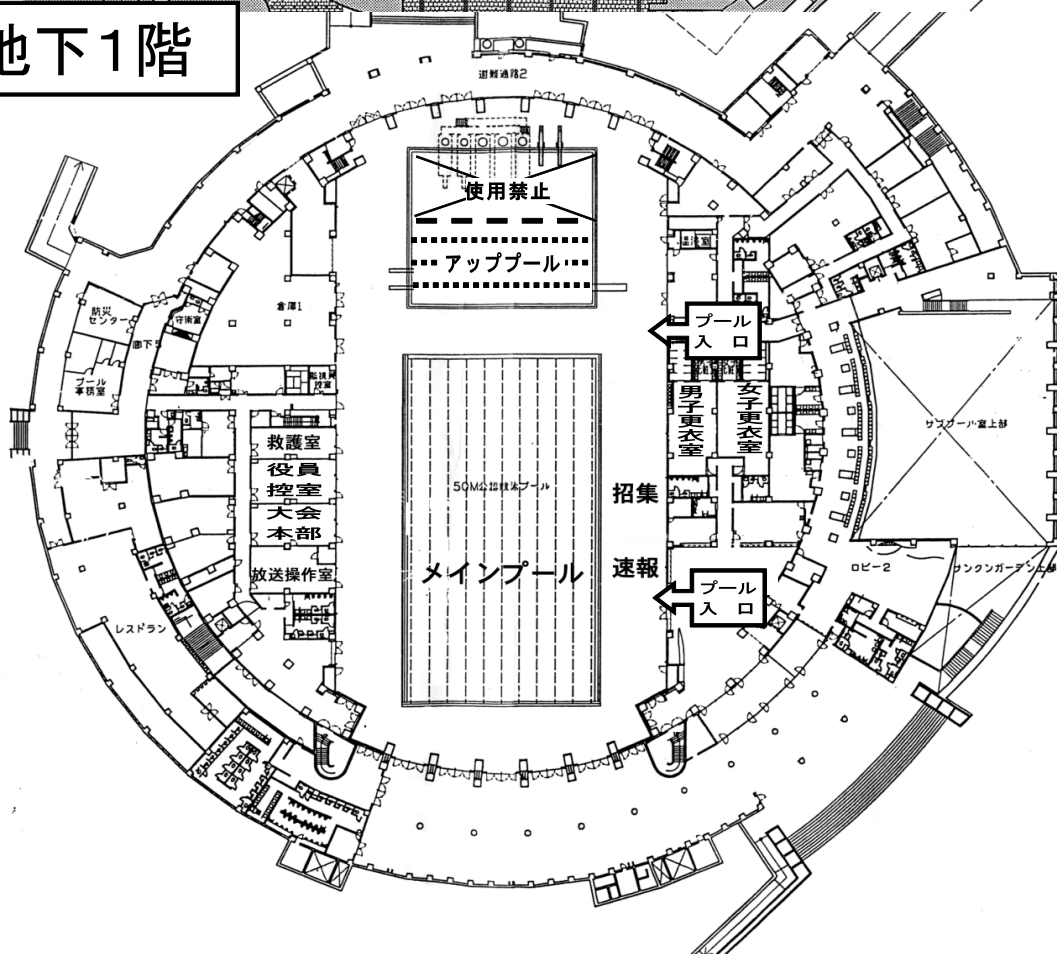 地下1階
避難通路2
使用禁止
アッププール
防災
センター
守衛室
倉庫1
廊下5
プール
事務室
プール
入 口
男子更衣室
女子更衣室
救護室
役員
控室
大会
本部
放送操作室
50M公認競泳プール
メインプール
招集
速報
プール
入 口
サブプール室上部
ロビー2
サンクンガーデン上部
レストラン